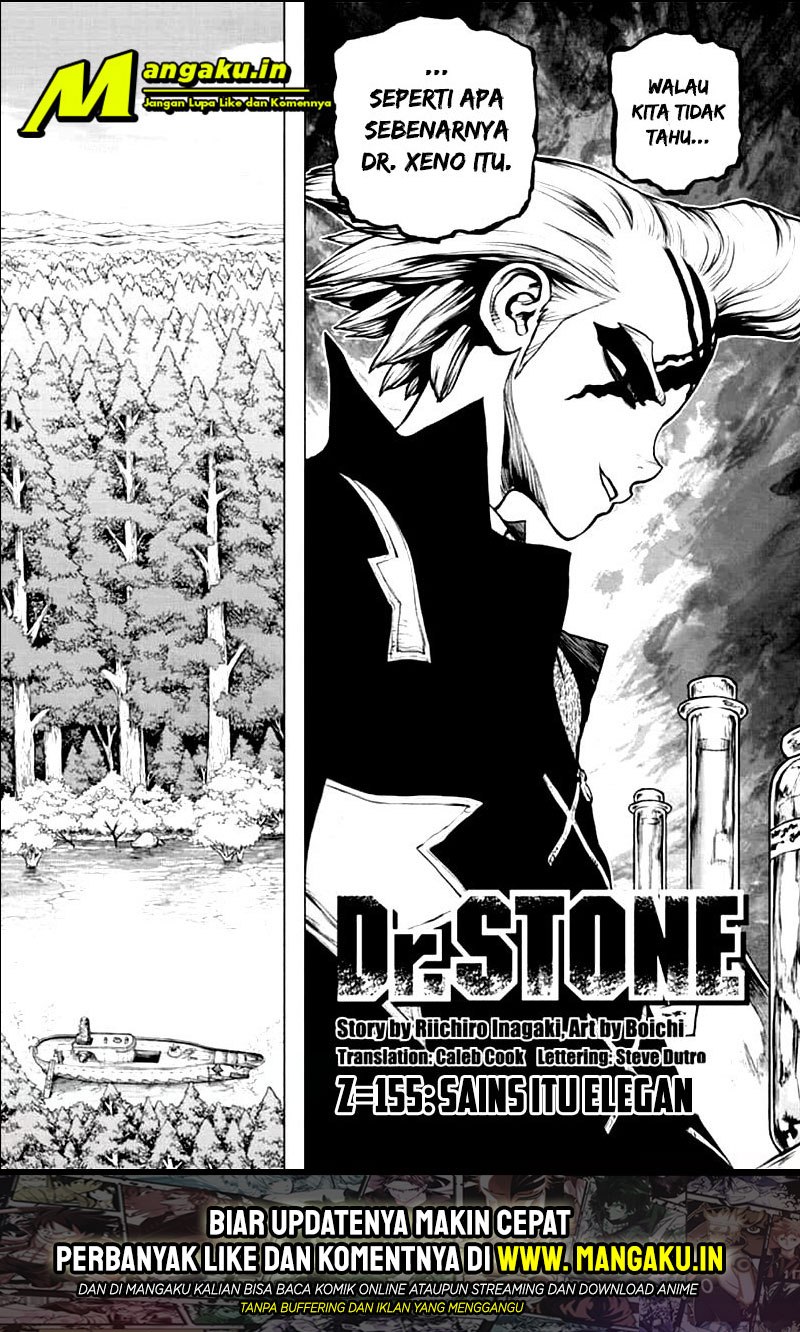 Mangaku.in
Jangan Lupa Like dan Komennya
WALAU
KITA TIDAK
TAHU...
...
SEPERTI APA
SEBENARNYA
DR. XENO ITU.
Dr.STONE
Story by Riichiro Inagaki, Art by Boichi
Translation: Caleb Cook Lettering: Steve Dutro
Z=155: SAINS ITU ELEGAN
BIAR UPDATENYA MAKIN CEPAT
PERBANYAK LIKE DAN KOMENTNYA DI WWW. MANGAKU.IN
DAN DI MANGAKU KALIAN BISA BACA KOMIK ONLINE ATAUPUN STREAMING DAN DOWNLOAD ANIME
TANPA BUFFERING DAN IKLAN YANG MENGGANGU